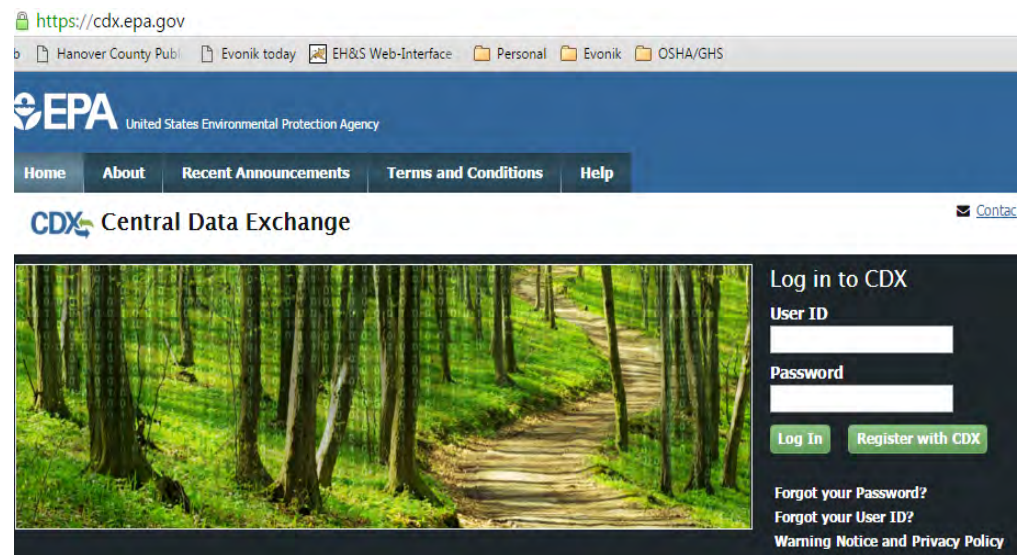 https://cdx.epa.gov
Hanover County Publ Evonik today EH&S Web-Interface Personal Evonik OSHA/GHS
EPA United States Environmental Protection Agency
Home About Recent Announcements Terms and Conditions Help
Contac
CDX Central Data Exchange
Log in to CDX
User ID
Password
Log In Register with CDX
Forgot your Password?
Forgot your User ID?
Warning Notice and Privacy Policy